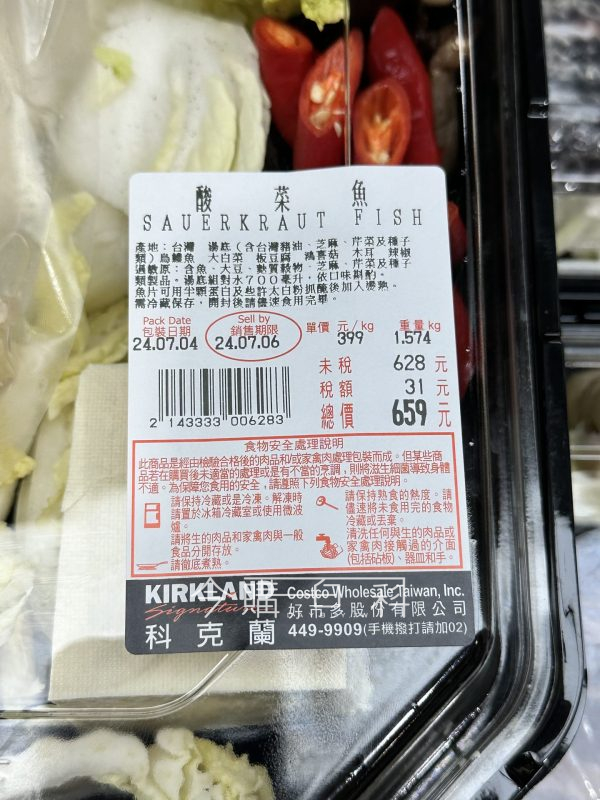 酸菜魚
SAUERKRAUT FISH
產地：台灣 湯底（含台灣豬油、芝麻、芹菜及種子
類）烏鱧魚 大白菜 板豆腐 鴻喜菇 木耳 辣椒
過敏原：含魚、大豆、麩質穀物、芝麻、芹菜及種子
類製品。湯底組對水700毫升，依口味斟酌。
魚片可用半顆蛋白及些許太白粉抓醃後加入燙熟。
需冷藏保存，開封後請儘速食用完畢。
Pack Date Sell by
包裝日期 銷售期限 單價 元/kg 重量 kg
24.07.04 24.07.06 399 1.574
未稅 628 元
稅額 31 元
總價 659 元
2 143333 006283
食物安全處理說明
此商品是經由檢驗合格後的肉品和/或家禽肉處理包裝而成。但某些商
品若在購買後未適當的處理或是有不當的烹調，則將滋生細菌導致身體
不適。為保障您食用的安全，請遵照下列食物安全處理說明。
請保持冷藏或是冷凍。解凍時
請置於冰箱冷藏室或使用微波
爐。
請將生的肉品和家禽肉與一般
食品分開存放。
請徹底煮熟。
請保持熟食的熱度。請
儘速將未食用完的食物
冷藏或丟棄。
清洗任何與生的肉品或
家禽肉接觸過的介面
(包括砧板)、器皿和手。
KIRKLAND
Signature
科克蘭
Costco Wholesale Taiwan, Inc.
好市多股份有限公司
449-9909(手機撥打請加02)